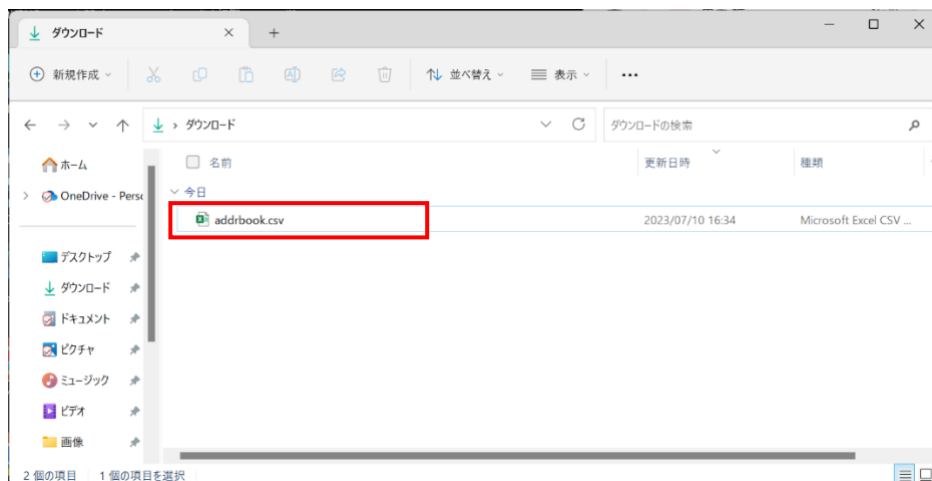 ダウンロード
新規作成
並べ替え
表示
ダウンロード
ダウンロードの検索
ホーム
OneDrive - Perso
デスクトップ
ダウンロード
ドキュメント
ピクチャ
ミュージック
ビデオ
画像
名前 更新日時 種類
今日
addrbook.csv 2023/07/10 16:34 Microsoft Excel CSV ...
2 個の項目 1 個の項目を選択